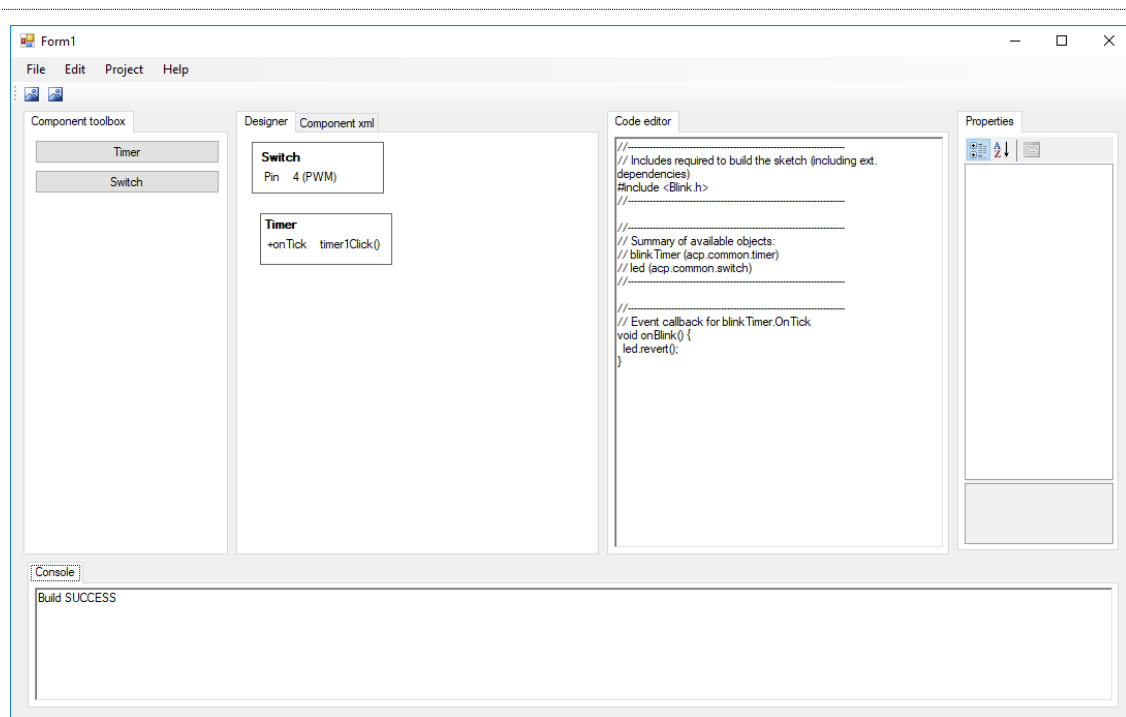 Form1
File Edit Project Help
Component toolbox
Timer
Switch
Designer Component xml
Switch
Pin 4 (PWM)
Timer
+onTick timer1Click()
Code editor
//------------------------------------------------------------
// Includes required to build the sketch (including ext.
dependencies)
#include <Blink.h>
//------------------------------------------------------------
//------------------------------------------------------------
// Summary of available objects:
// blinkTimer (acp.common.timer)
// led (acp.common.switch)
//------------------------------------------------------------
//------------------------------------------------------------
// Event callback for blinkTimer.OnTick
void onBlink() {
led.revert();
}
Properties
Console
Build SUCCESS